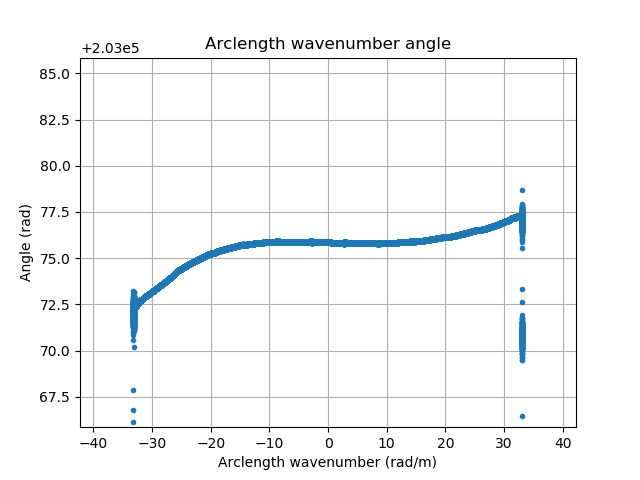 Arclength wavenumber angle
+2.03e5
85.0
82.5
80.0
77.5
75.0
72.5
70.0
67.5
Angle (rad)
−40 −30 −20 −10 0 10 20 30 40
Arclength wavenumber (rad/m)